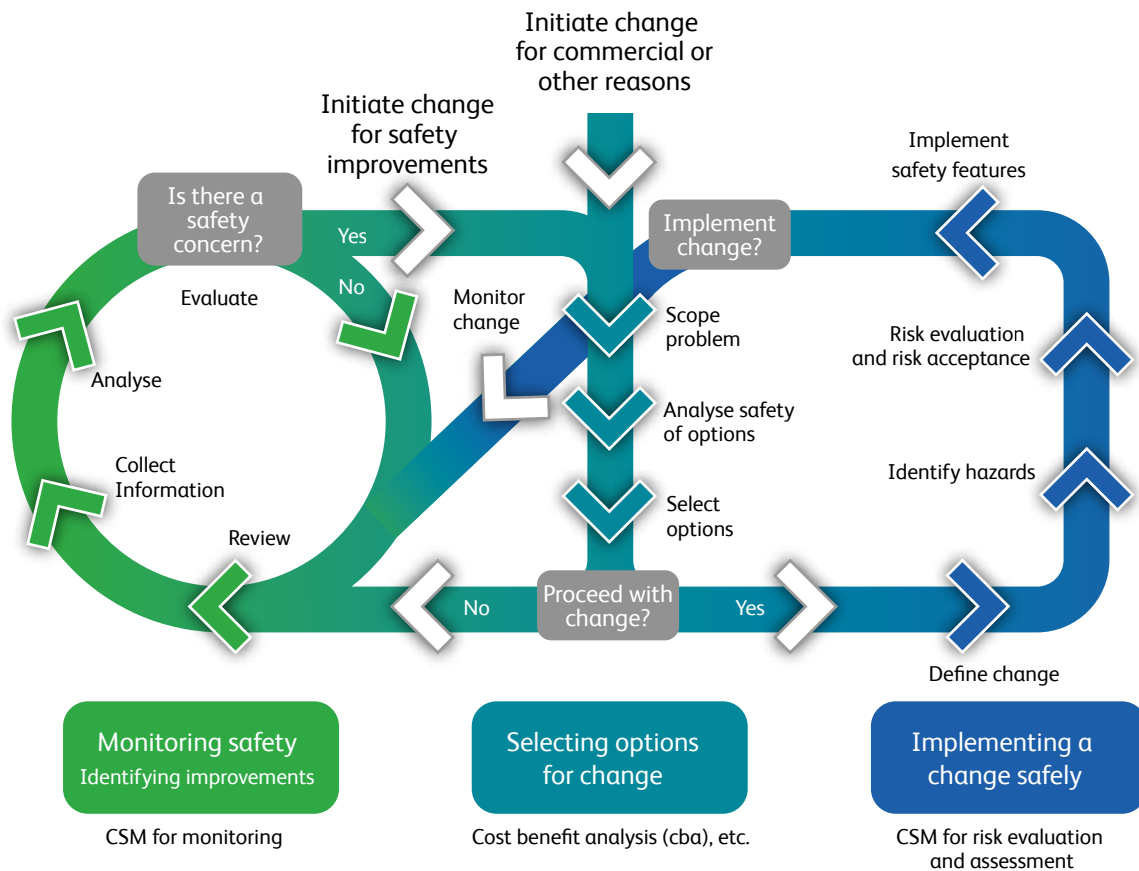 Initiate change
for commercial or
other reasons
Initiate change
for safety
improvements
Implement
safety features
Is there a
safety
concern?
Yes
No
Implement
change?
Evaluate
Monitor
change
Scope
problem
Risk evaluation
and risk acceptance
Analyse
Analyse safety
of options
Collect
Information
Identify hazards
Select
options
Review
No
Proceed with
change?
Yes
Define change
Monitoring safety
Identifying improvements
Selecting options
for change
Implementing a
change safely
CSM for monitoring
Cost benefit analysis (cba), etc.
CSM for risk evaluation
and assessment